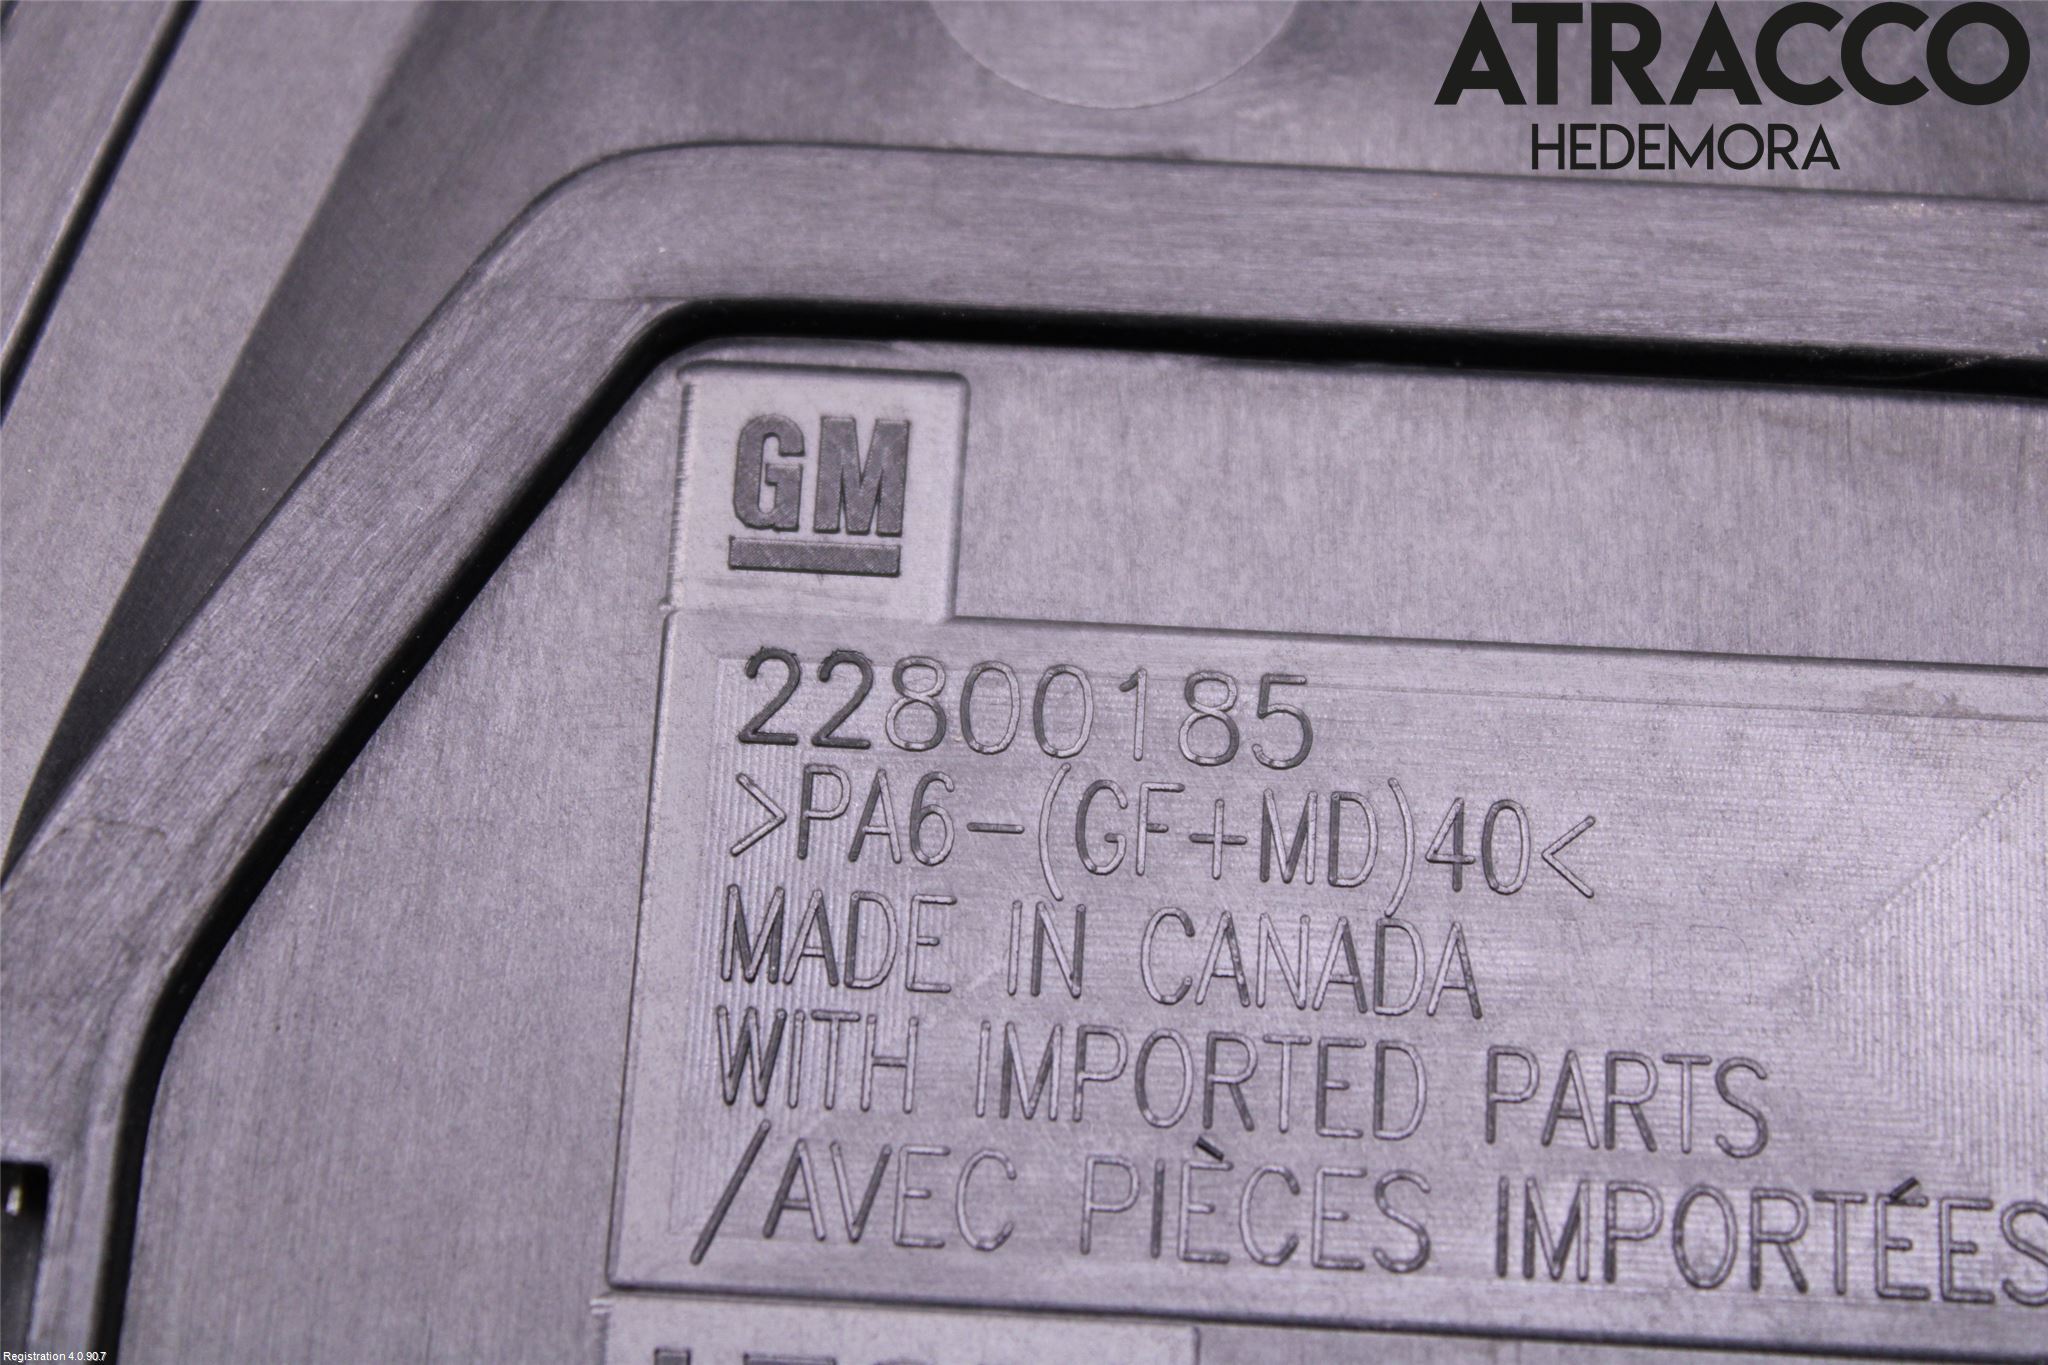 ATRACCO
HEDEMORA
GM
22800185
>PA6-(GF+MD)40<
MADE IN CANADA
WITH IMPORTED PARTS
/AVEC PIÈCES IMPORTÉES
Registration 4.0.90.7